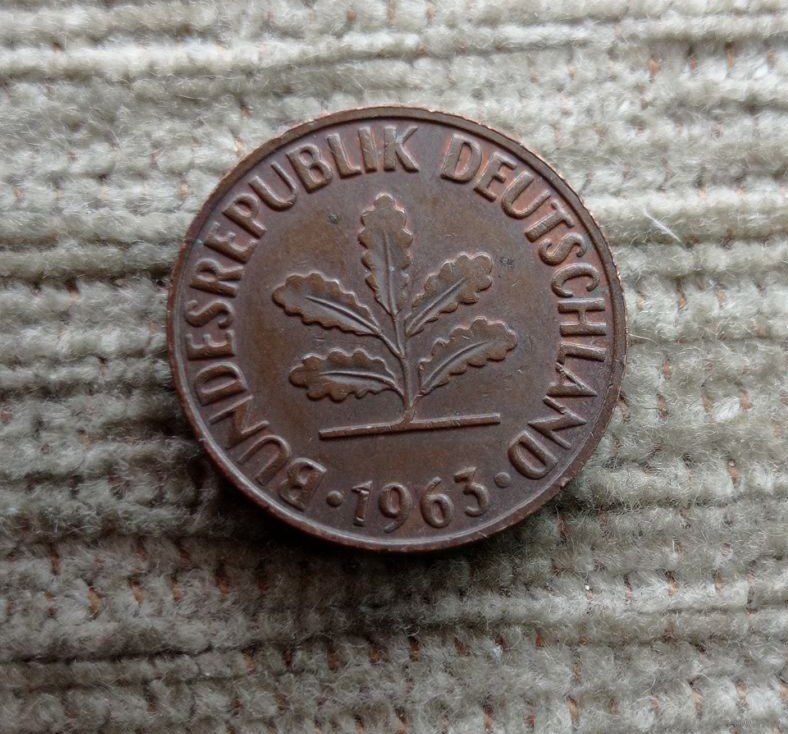 BUNDESREPUBLIK DEUTSCHLAND
· 1963 ·